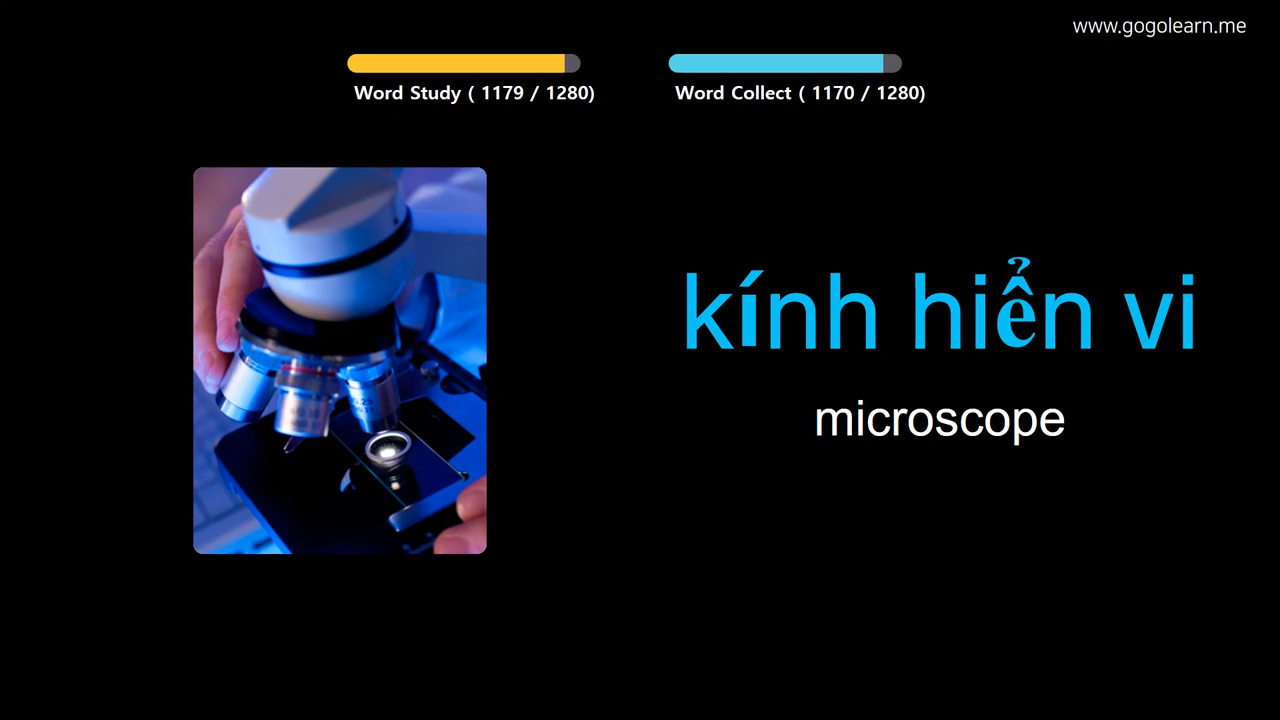 www.gogolearn.me
Word Study ( 1179 / 1280)
Word Collect ( 1170 / 1280)
kính hiển vi
microscope